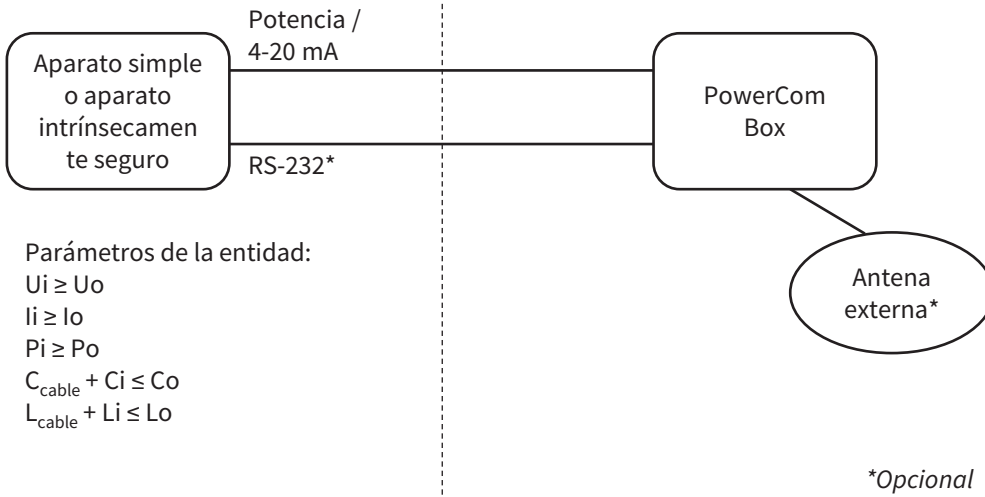 Potencia /
4-20 mA
Aparato simple
o aparato
intrínsecamen
te seguro
RS-232*
PowerCom
Box
Antena
externa*
Parámetros de la entidad:
Ui ≥ Uo
Ii ≥ Io
Pi ≥ Po
Ccable + Ci ≤ Co
Lcable + Li ≤ Lo
*Opcional